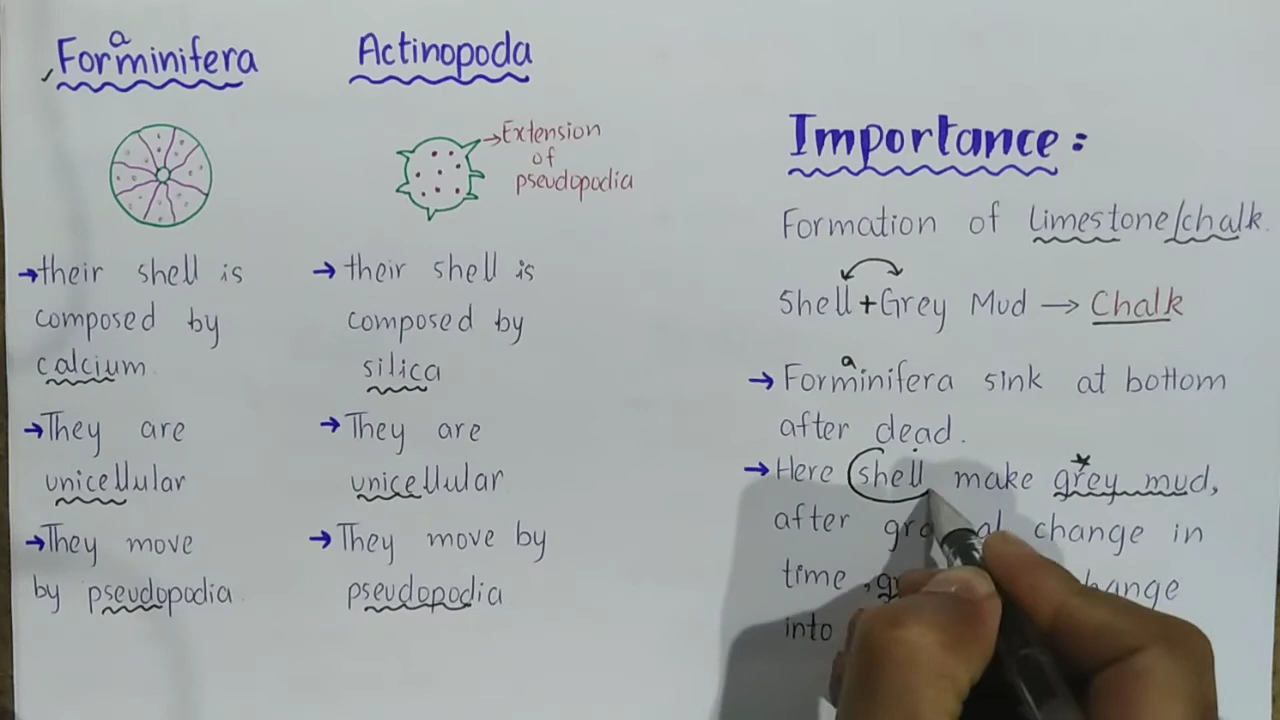 Foraminifera
their shell is
composed by
calcium.
They are
unicellular
They move
by pseudopodia.
Actinopoda
Extension
of
pseudopodia
their shell is
composed by
silica
They are
unicellular
They move by
pseudopodia
Importance:
Formation of limestone/chalk.
Shell+Grey Mud → Chalk
Foraminifera sink at bottom
after dead.
Here shell make grey mud,
after change in
time,
into